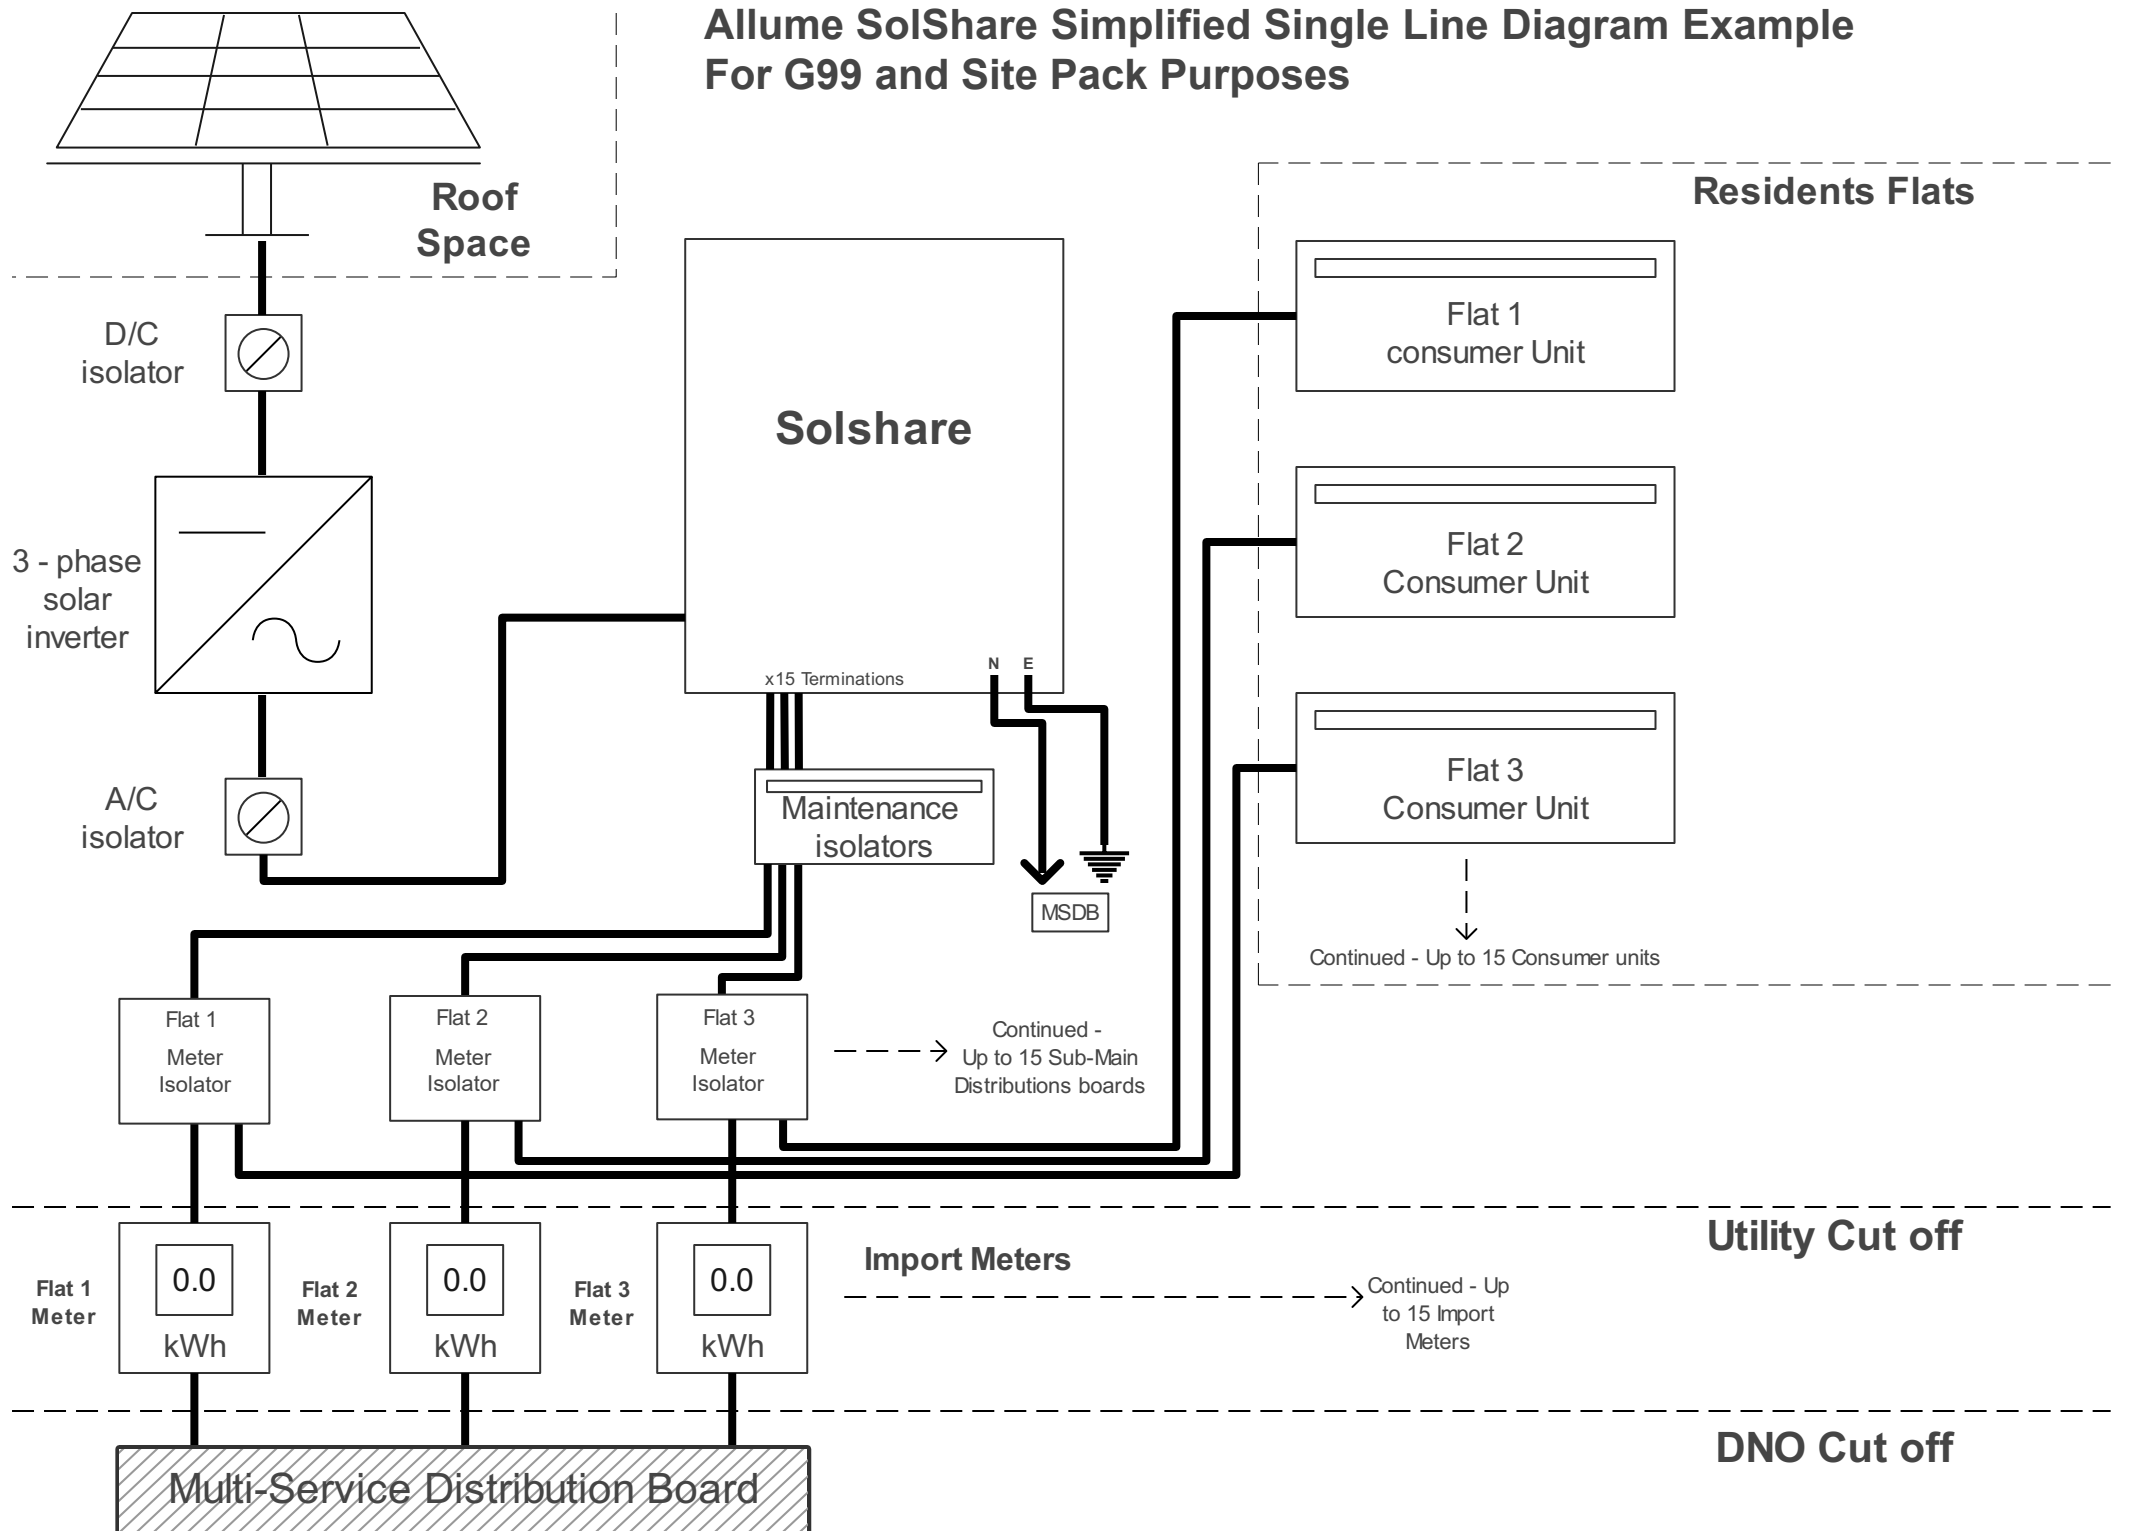 Allume SolShare Simplified Single Line Diagram Example
For G99 and Site Pack Purposes
Roof
Space
Residents Flats
D/C
isolator
3 - phase
solar
inverter
A/C
isolator
Solshare
x15 Terminations
N
E
Maintenance
isolators
MSDB
Flat 1
consumer Unit
Flat 2
Consumer Unit
Flat 3
Consumer Unit
Continued - Up to 15 Consumer units
Flat 1
Meter
Isolator
Flat 2
Meter
Isolator
Flat 3
Meter
Isolator
Continued -
Up to 15 Sub-Main
Distributions boards
Utility Cut off
Flat 1
Meter
0.0
kWh
Flat 2
Meter
0.0
kWh
Flat 3
Meter
0.0
kWh
Import Meters
Continued - Up
to 15 Import
Meters
DNO Cut off
Multi-Service Distribution Board